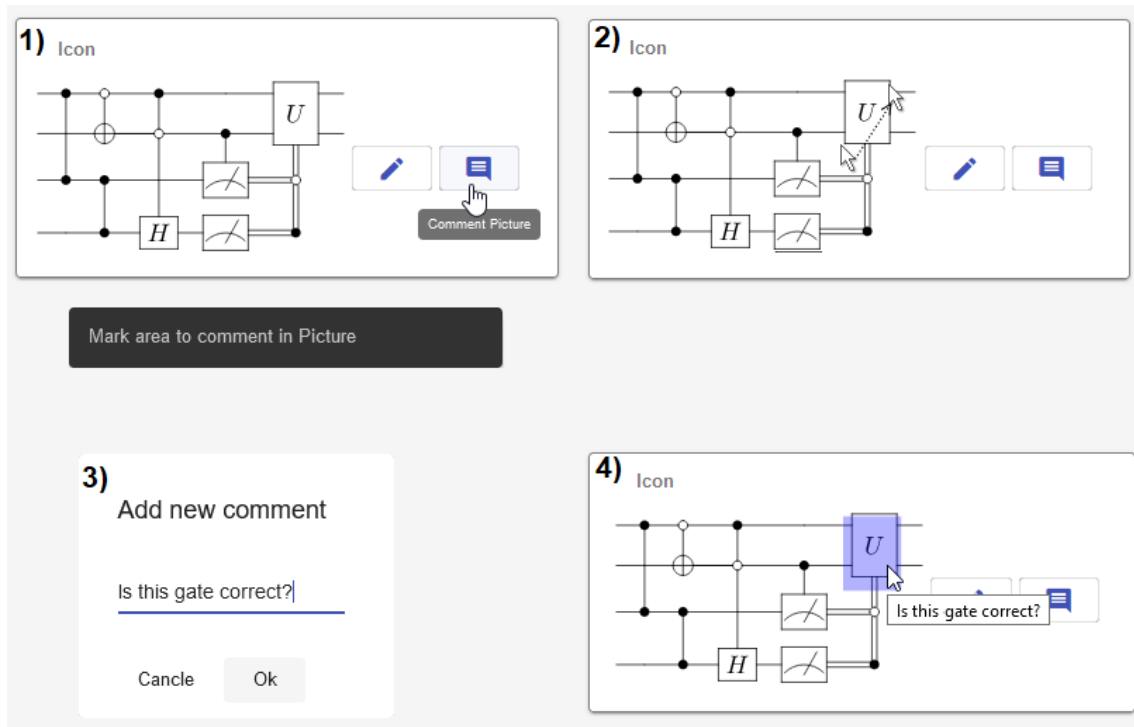 1) Icon
U
H
Comment Picture
2) Icon
U
H
Mark area to comment in Picture
3)
Add new comment
Is this gate correct?
Cancle
Ok
4) Icon
U
H
Is this gate correct?